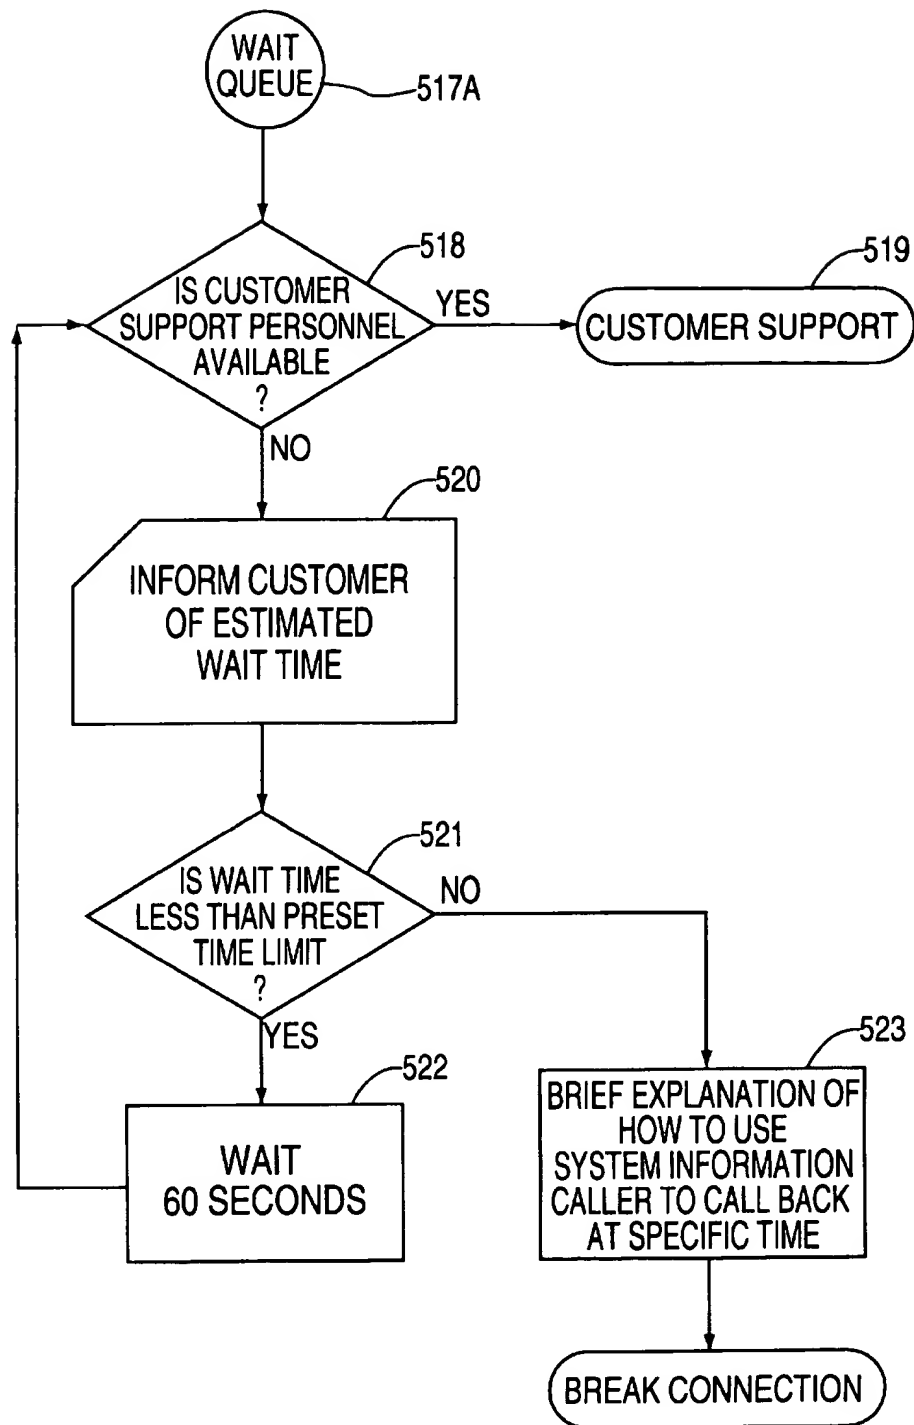 WAIT
QUEUE
517A
518
IS CUSTOMER
SUPPORT PERSONNEL
AVAILABLE
?
YES
519
CUSTOMER SUPPORT
NO
520
INFORM CUSTOMER
OF ESTIMATED
WAIT TIME
521
IS WAIT TIME
LESS THAN PRESET
TIME LIMIT
?
NO
YES
522
WAIT
60 SECONDS
523
BRIEF EXPLANATION OF
HOW TO USE
SYSTEM INFORMATION
CALLER TO CALL BACK
AT SPECIFIC TIME
BREAK CONNECTION